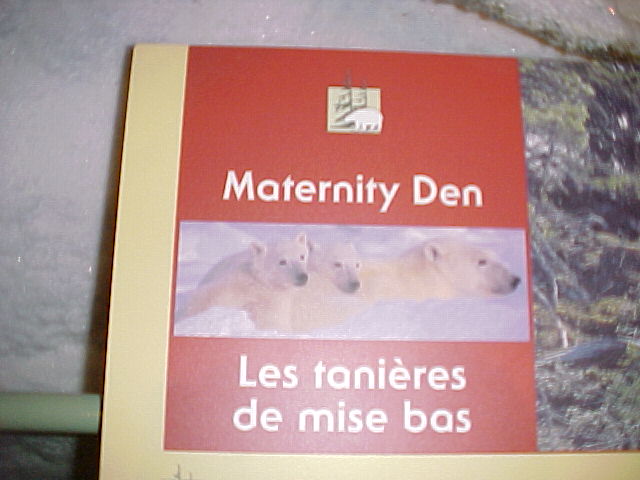 Maternity Den
Les tanières
de mise bas